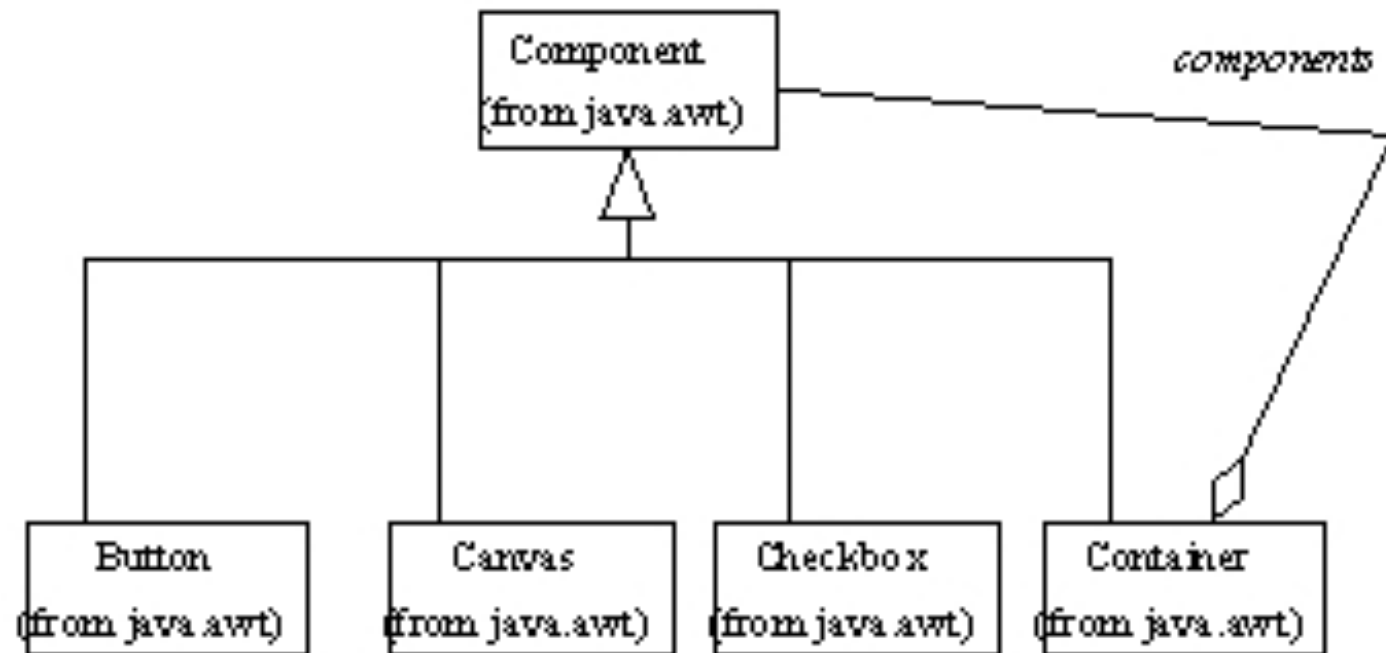 Component
(from java.awt)
components
Button
(from java.awt)
Canvas
(from java.awt)
Checkbox
(from java.awt)
Container
(from java.awt)